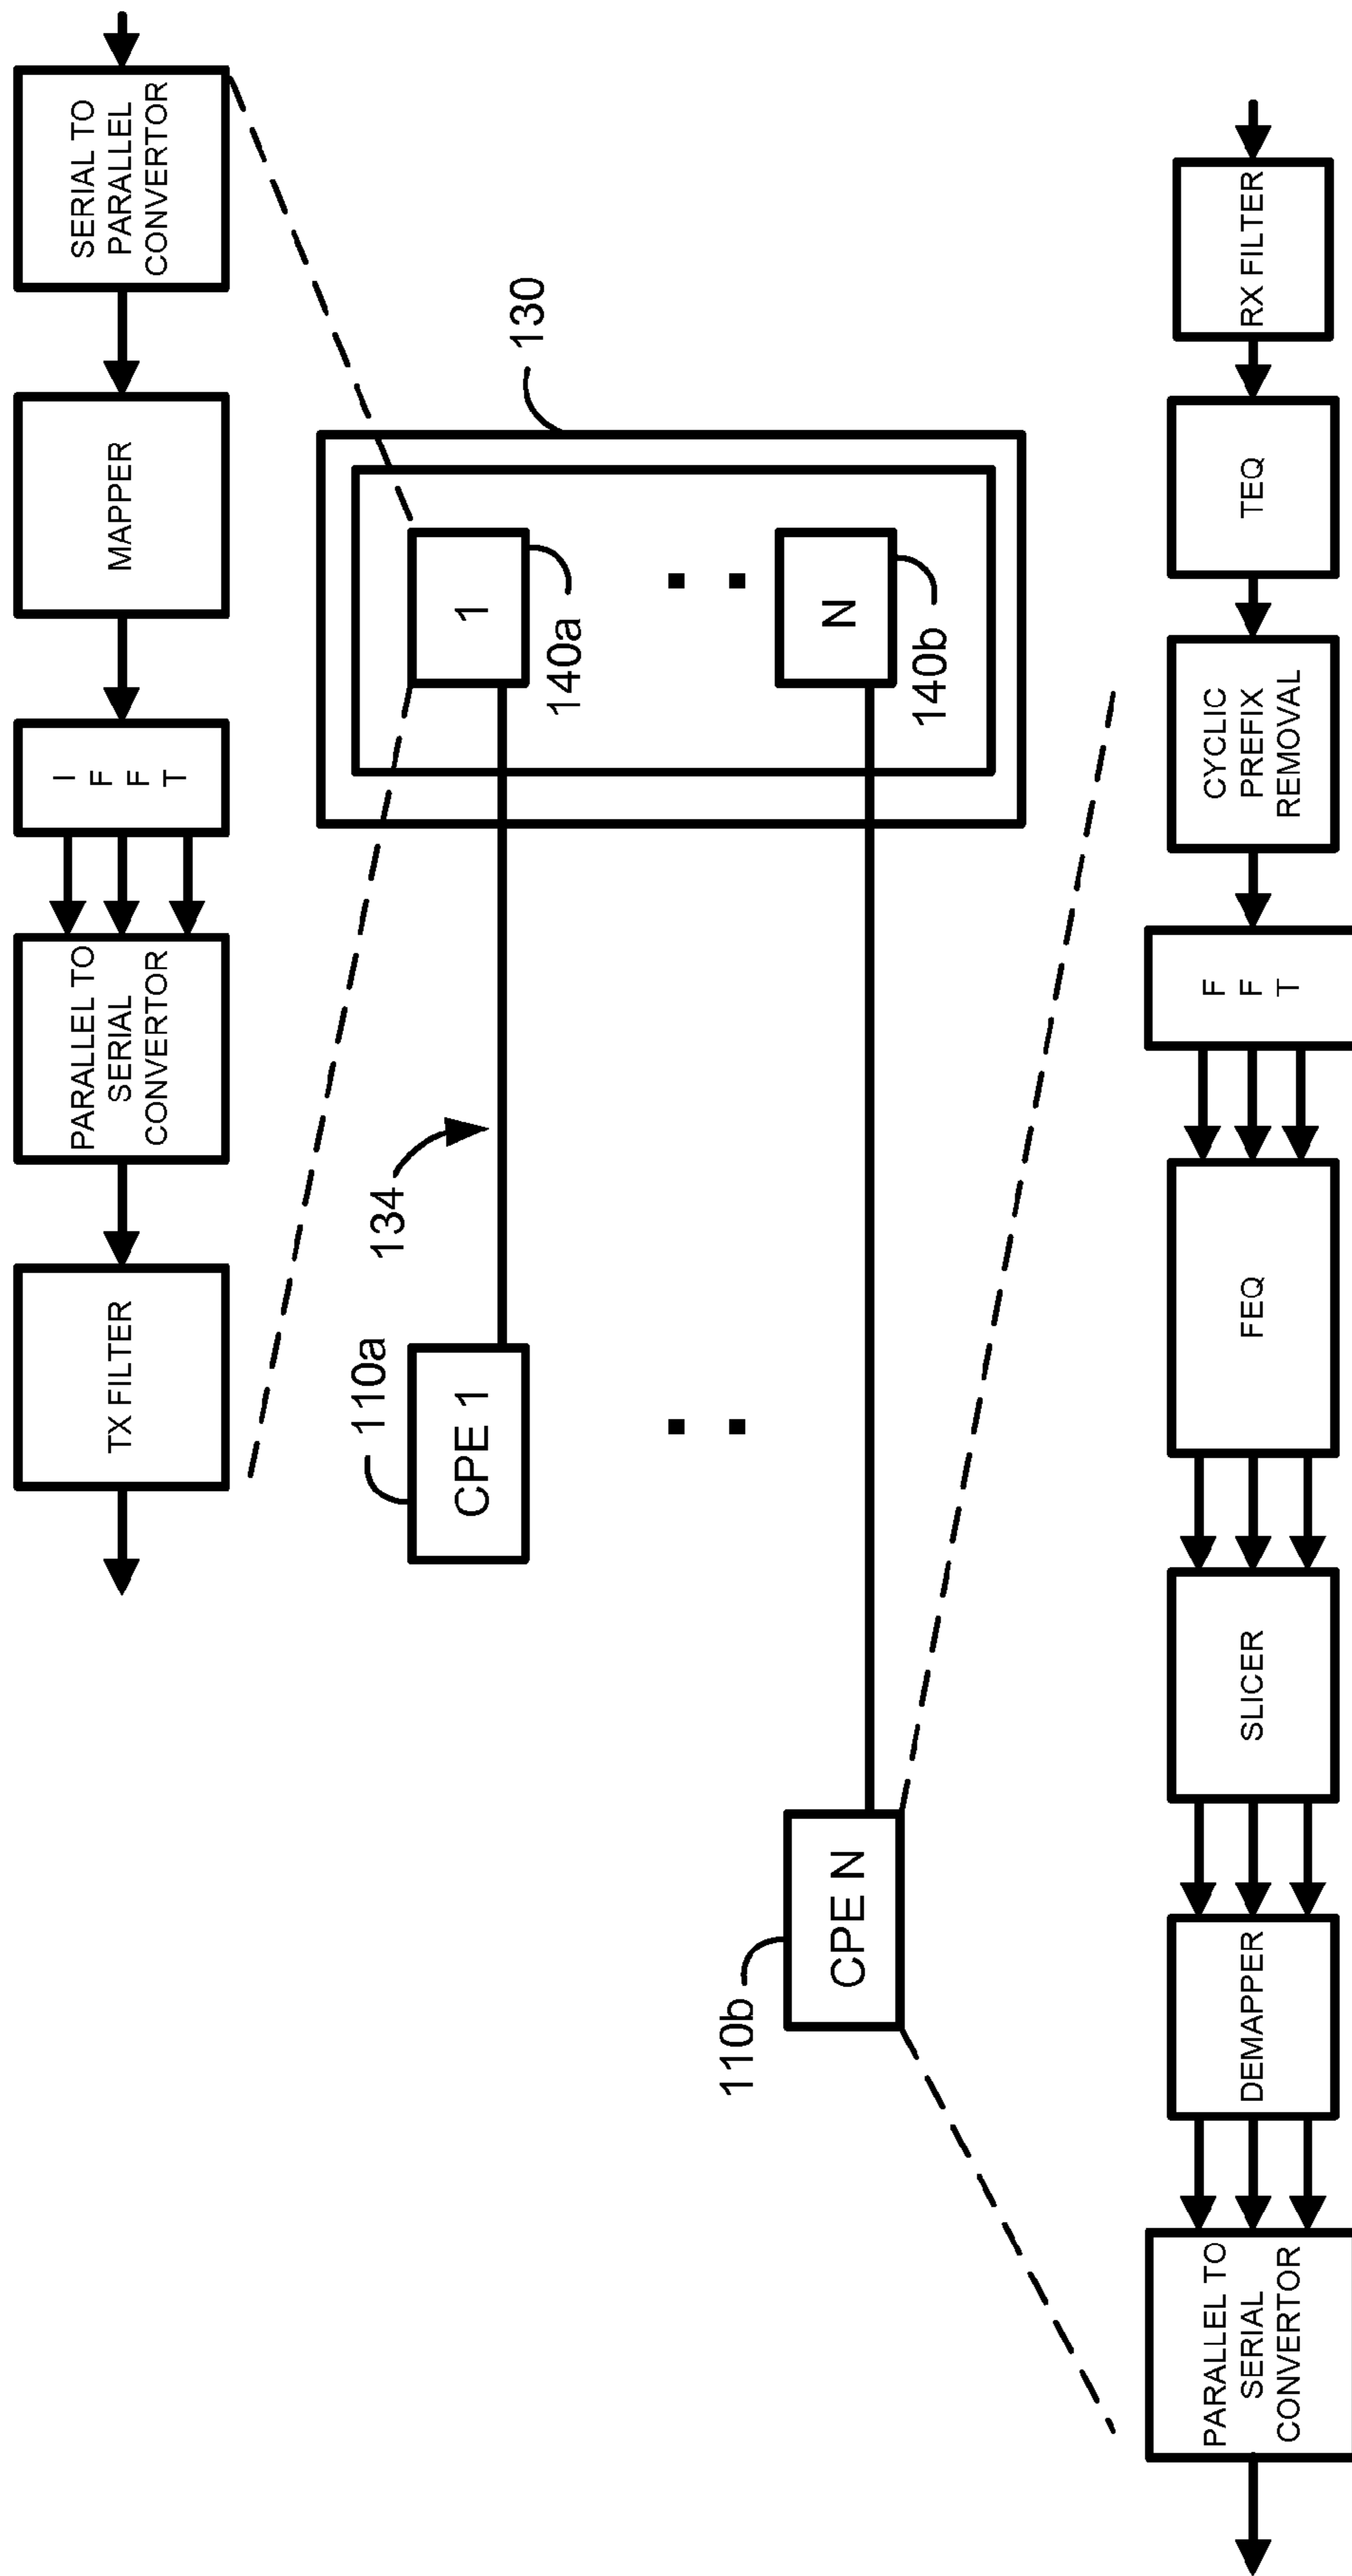 SERIAL TO
PARALLEL
CONVERTOR
MAPPER
I
F
F
T
PARALLEL TO
SERIAL
CONVERTOR
TX FILTER
130
1
140a
134
110a
CPE 1
N
140b
110b
CPE N
RX FILTER
TEQ
CYCLIC
PREFIX
REMOVAL
F
F
T
FEQ
SLICER
DEMAPPER
PARALLEL TO
SERIAL
CONVERTOR